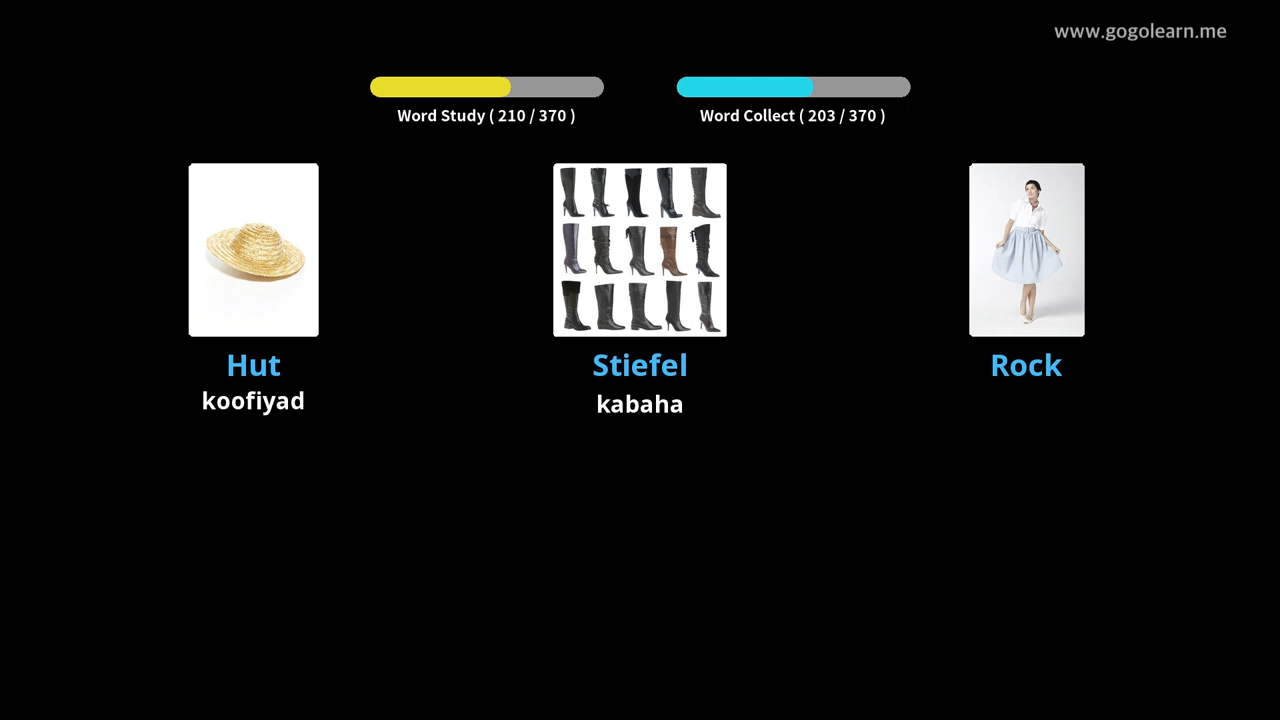 www.gogolearn.me
Word Study ( 210 / 370 )
Word Collect ( 203 / 370 )
Hut
koofiyad
Stiefel
kabaha
Rock